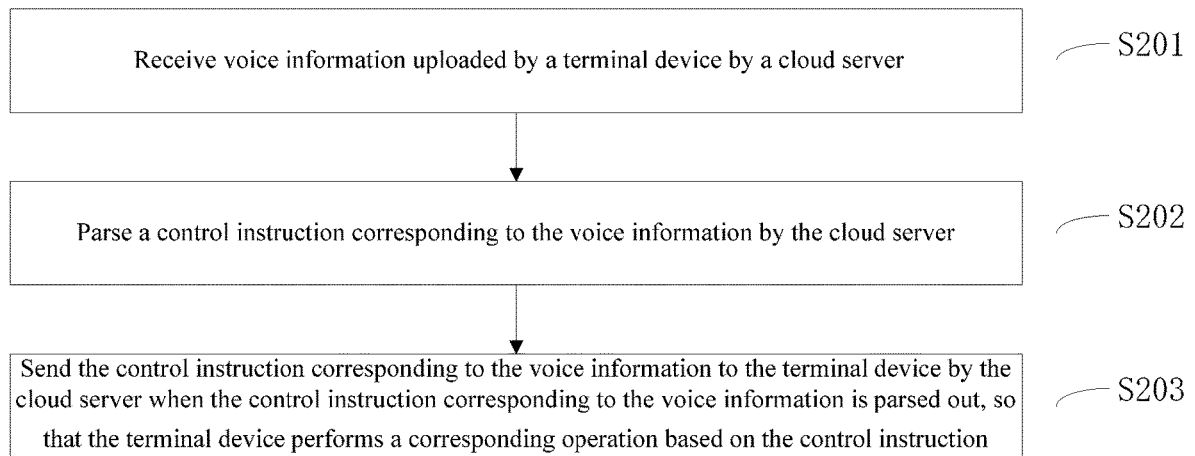 Receive voice information uploaded by a terminal device by a cloud server
S201
Parse a control instruction corresponding to the voice information by the cloud server
S202
Send the control instruction corresponding to the voice information to the terminal device by the
cloud server when the control instruction corresponding to the voice information is parsed out, so
that the terminal device performs a corresponding operation based on the control instruction
S203